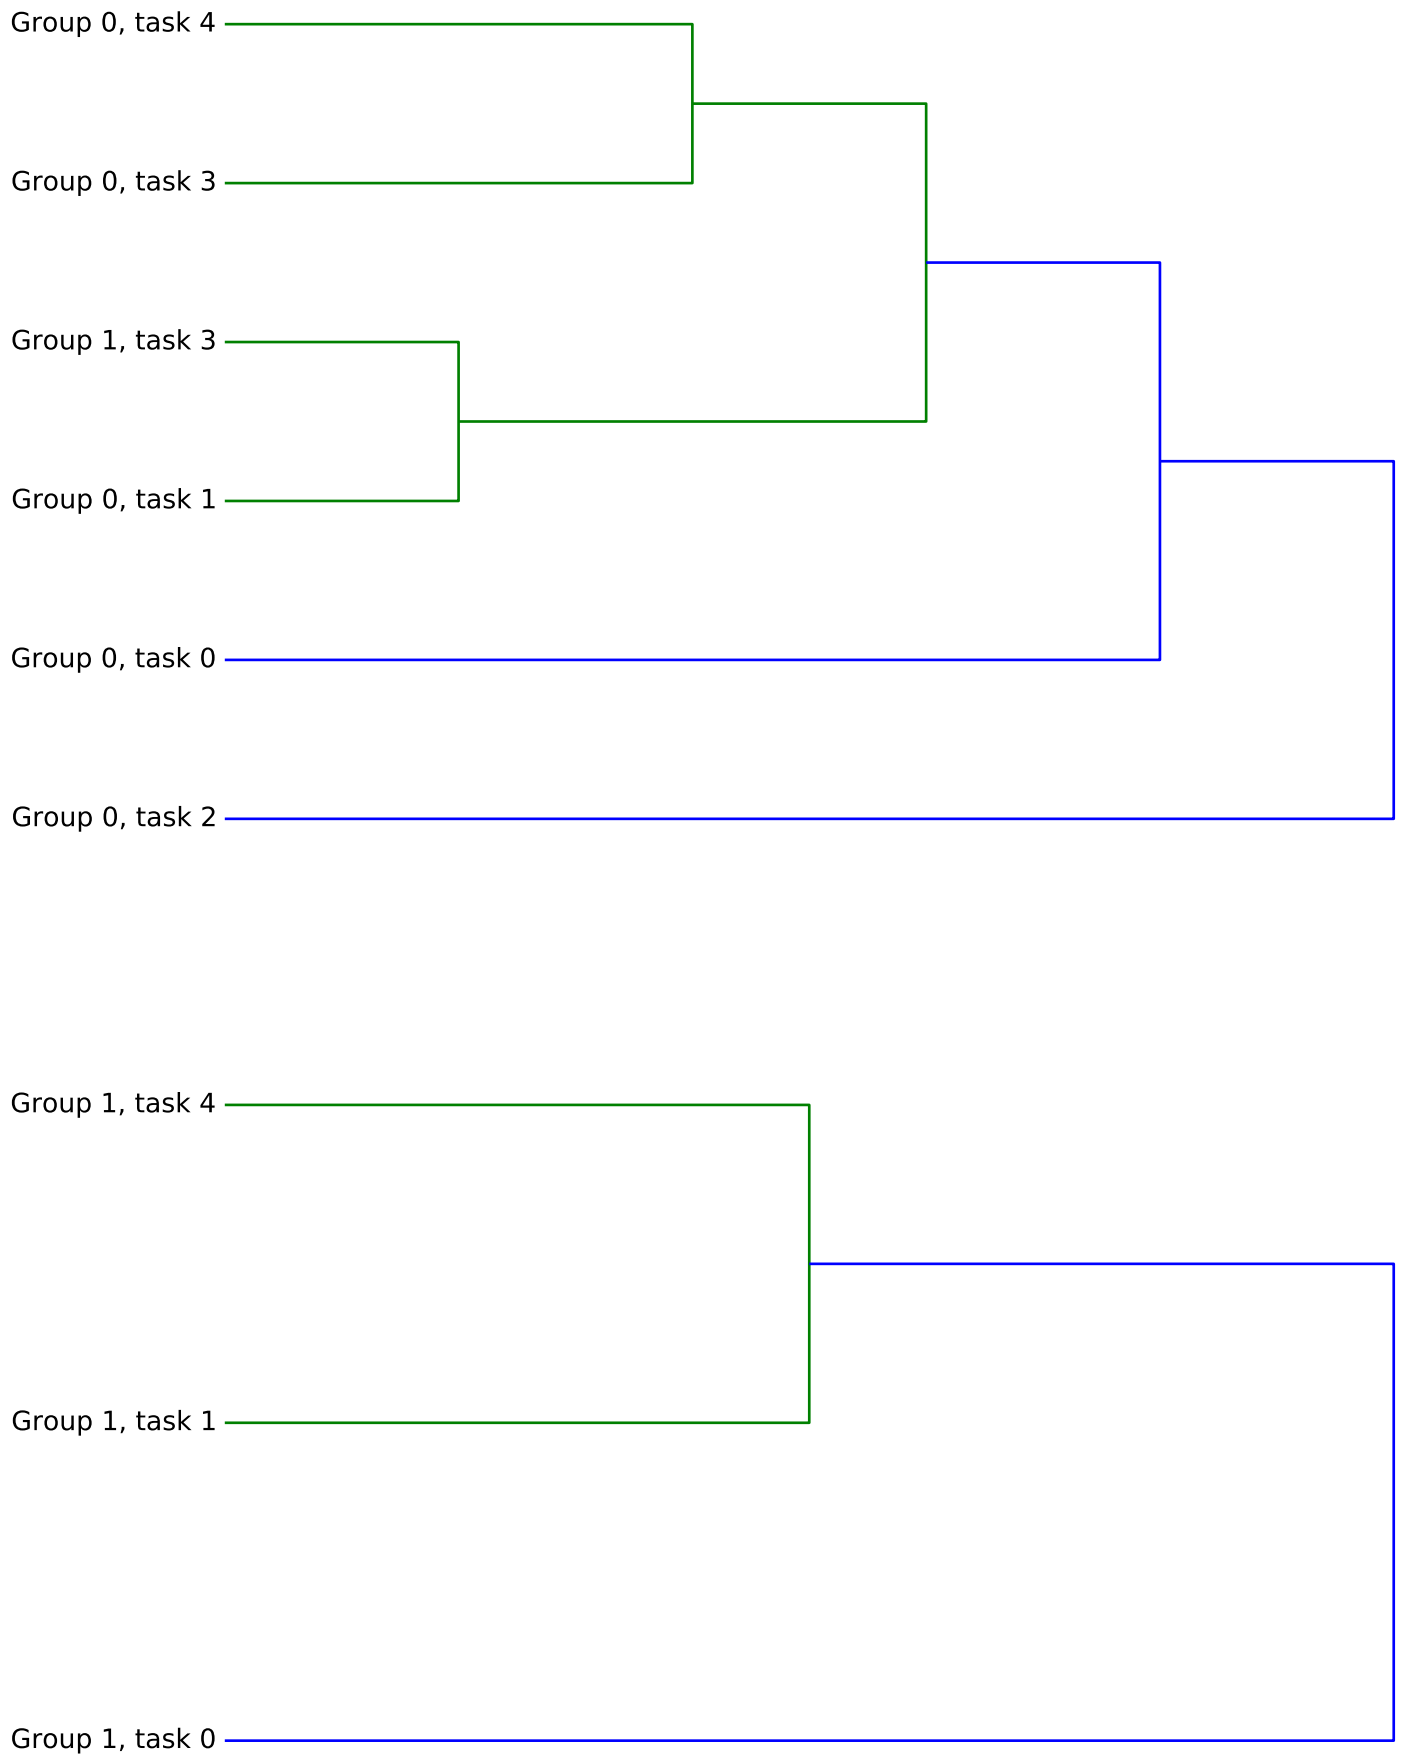 Group 0, task 4
Group 0, task 3
Group 1, task 3
Group 0, task 1
Group 0, task 0
Group 0, task 2
Group 1, task 4
Group 1, task 1
Group 1, task 0